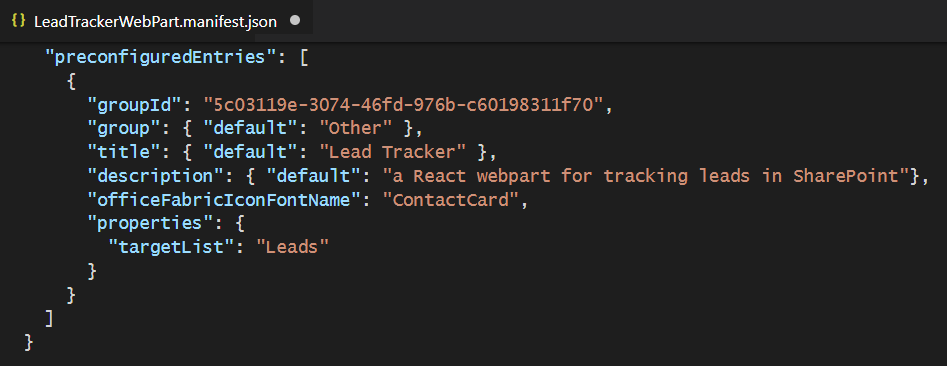 {} LeadTrackerWebPart.manifest.json
"preconfiguredEntries": [
{
"groupId": "5c03119e-3074-46fd-976b-c60198311f70",
"group": { "default": "Other" },
"title": { "default": "Lead Tracker" },
"description": { "default": "a React webpart for tracking leads in SharePoint"},
"officeFabricIconFontName": "ContactCard",
"properties": {
"targetList": "Leads"
}
}
]
}